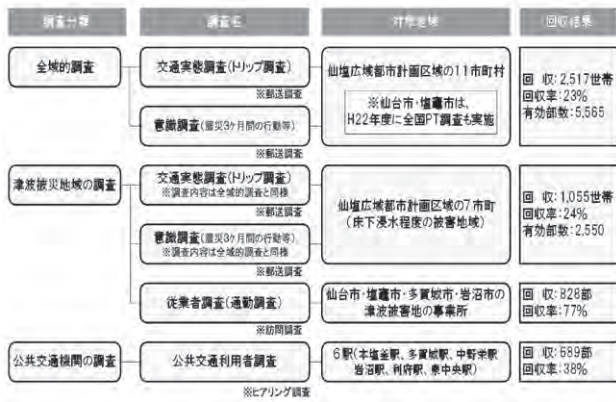 調査分類
調査名
対象地域
回収結果
全域的調査
交通実態調査(トリップ調査)
※郵送調査
意識調査(震災3ケ月間の行動等)
※郵送調査
仙塩広域都市計画区域の11市町村
※仙台市・塩竈市は、
H22年度に全国PT調査も実施
回 収:2,517世帯
回収率:23%
有効部数:5,565
津波被災地域の調査
交通実態調査(トリップ調査)
※調査内容は全域的調査と同様
※郵送調査
意識調査(震災3ケ月間の行動等)
※調査内容は全域的調査と同様
※郵送調査
仙塩広域都市計画区域の7市町
(床下浸水程度の被害地域)
回 収:1,055世帯
回収率:24%
有効部数:2,550
従業者調査(通勤調査)
※訪問調査
仙台市・塩竈市・多賀城市・岩沼市の
津波被害地の事業所
回 収:828部
回収率:77%
公共交通機関の調査
公共交通利用者調査
※ヒアリング調査
6駅(本塩釜駅、多賀城駅、中野栄駅
岩沼駅、利府駅、泉中央駅)
回 収:689部
回収率:38%